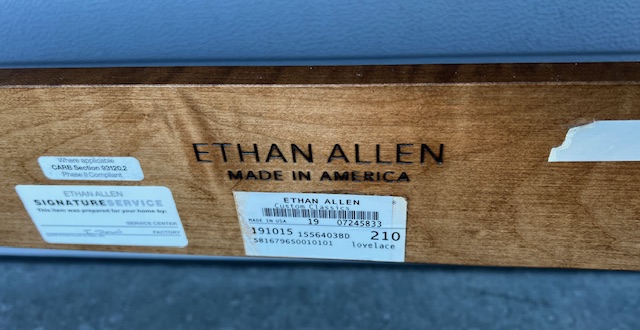 ETHAN ALLEN
MADE IN AMERICA
Where applicable
CARB Section 93120.2
Phase II Compliant
ETHAN ALLEN
SIGNATURESERVICE
This item was prepared for your home by:
SERVICE CENTER
FACTORY
ETHAN ALLEN
Custom Classics
MADE IN USA 19 07245833
191015 15564038D 210
581679650010101 lovelace